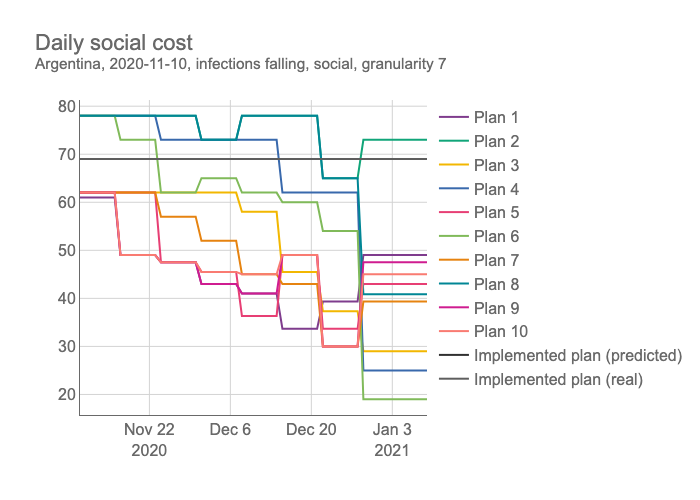 Daily social cost
Argentina, 2020-11-10, infections falling, social, granularity 7
80
70
60
50
40
30
20
Nov 22
2020
Dec 6
Dec 20
Jan 3
2021
Plan 1
Plan 2
Plan 3
Plan 4
Plan 5
Plan 6
Plan 7
Plan 8
Plan 9
Plan 10
Implemented plan (predicted)
Implemented plan (real)